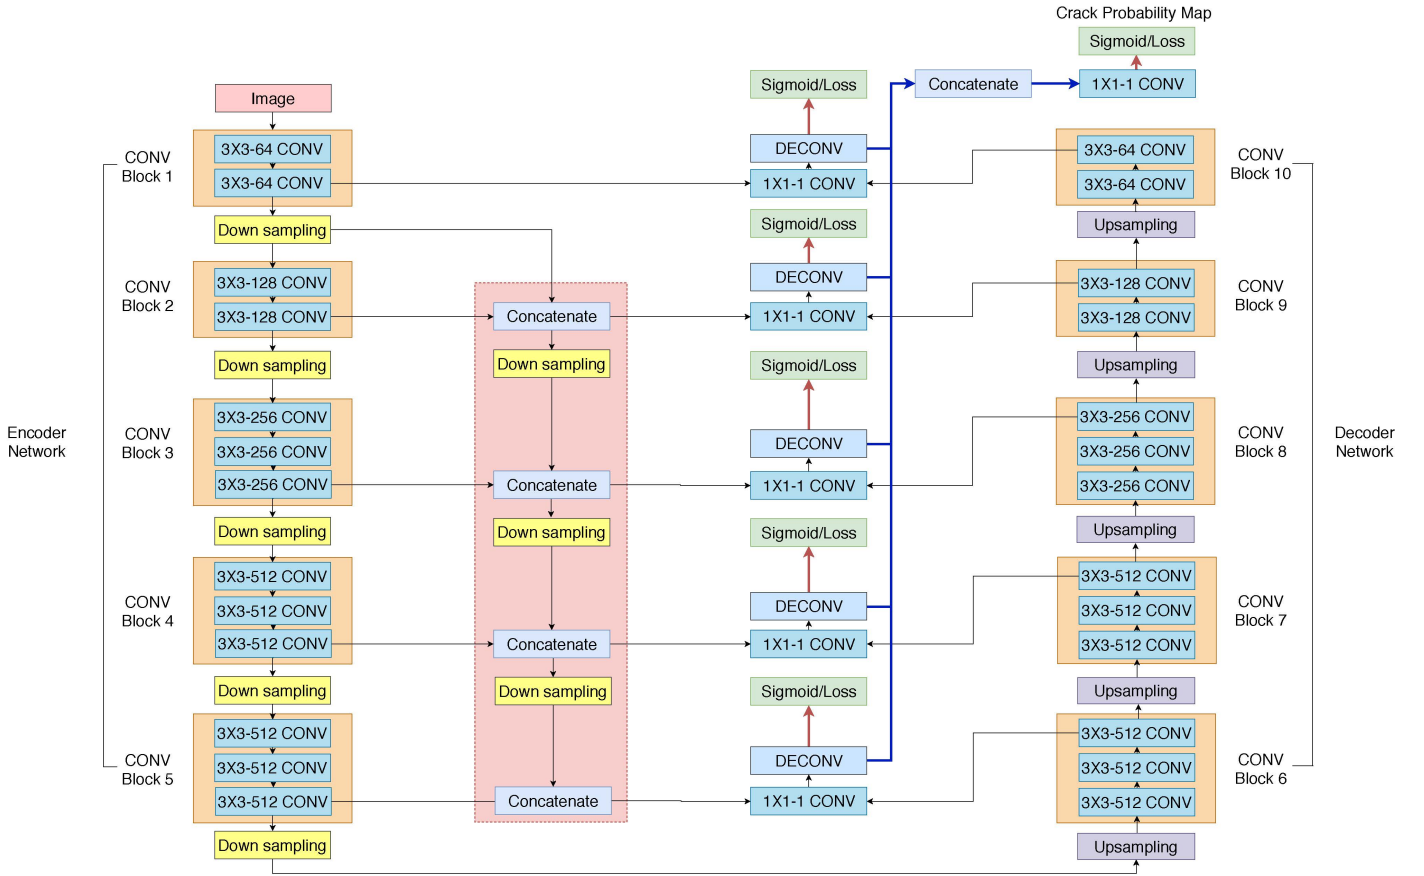 Crack Probability Map
Sigmoid/Loss
Concatenate
1X1-1 CONV
Image
CONV
Block 1
3X3-64 CONV
3X3-64 CONV
Down sampling
CONV
Block 2
3X3-128 CONV
3X3-128 CONV
Down sampling
Encoder
Network
CONV
Block 3
3X3-256 CONV
3X3-256 CONV
3X3-256 CONV
Down sampling
CONV
Block 4
3X3-512 CONV
3X3-512 CONV
3X3-512 CONV
Down sampling
CONV
Block 5
3X3-512 CONV
3X3-512 CONV
3X3-512 CONV
Down sampling
Concatenate
Down sampling
Concatenate
Down sampling
Concatenate
Down sampling
Concatenate
Sigmoid/Loss
DECONV
1X1-1 CONV
Sigmoid/Loss
DECONV
1X1-1 CONV
Sigmoid/Loss
DECONV
1X1-1 CONV
Sigmoid/Loss
DECONV
1X1-1 CONV
Sigmoid/Loss
DECONV
1X1-1 CONV
3X3-64 CONV
3X3-64 CONV
CONV
Block 10
Upsampling
3X3-128 CONV
3X3-128 CONV
CONV
Block 9
Upsampling
3X3-256 CONV
3X3-256 CONV
3X3-256 CONV
CONV
Block 8
Decoder
Network
Upsampling
3X3-512 CONV
3X3-512 CONV
3X3-512 CONV
CONV
Block 7
Upsampling
3X3-512 CONV
3X3-512 CONV
3X3-512 CONV
CONV
Block 6
Upsampling